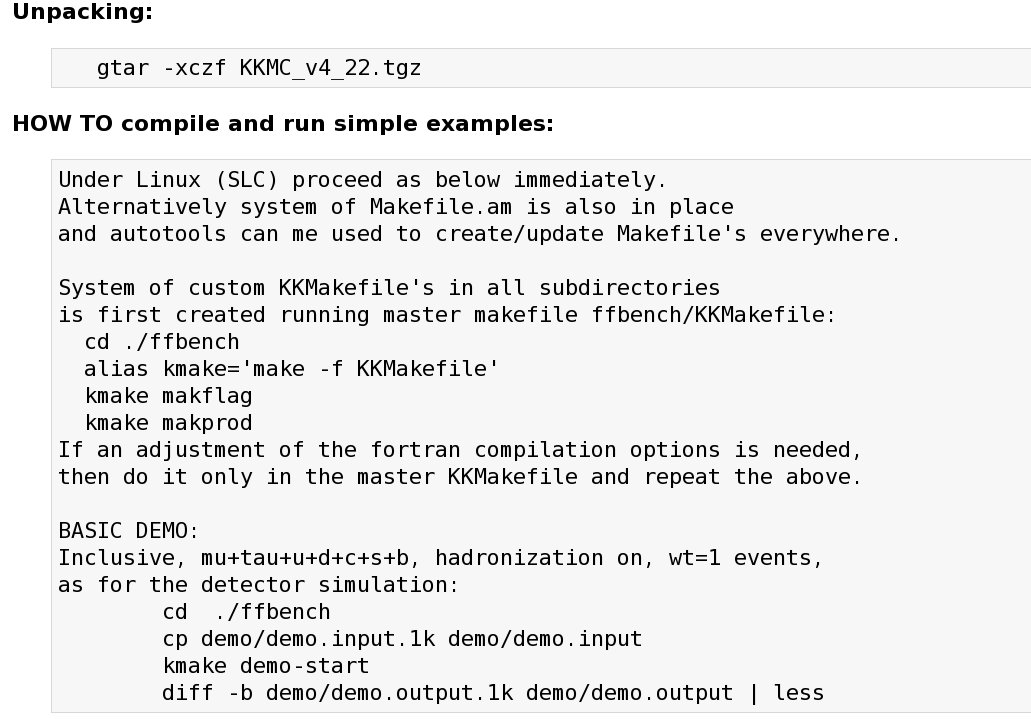 Unpacking:
gtar -xczf KKMC_v4_22.tgz
HOW TO compile and run simple examples:
Under Linux (SLC) proceed as below immediately.
Alternatively system of Makefile.am is also in place
and autotools can me used to create/update Makefile's everywhere.
System of custom KKMakefile's in all subdirectories
is first created running master makefile ffbench/KKMakefile:
cd ./ffbench
alias kmake='make -f KKMakefile'
kmake makflag
kmake makprod
If an adjustment of the fortran compilation options is needed,
then do it only in the master KKMakefile and repeat the above.
BASIC DEMO:
Inclusive, mu+tau+u+d+c+s+b, hadronization on, wt=1 events,
as for the detector simulation:
cd  ./ffbench
cp demo/demo.input.1k demo/demo.input
kmake demo-start
diff -b demo/demo.output.1k demo/demo.output | less